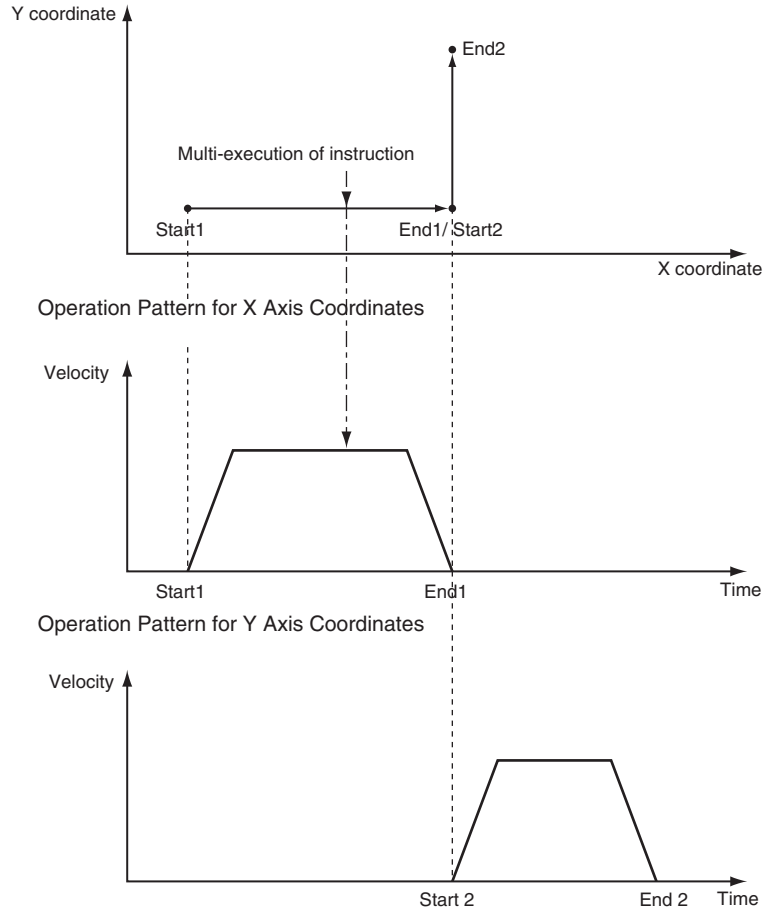 Y coordinate
End2
Multi-execution of instruction
Start1
End1/ Start2
X coordinate
Operation Pattern for X Axis Coordinates
Velocity
Start1
End1
Time
Operation Pattern for Y Axis Coordinates
Velocity
Start 2
End 2
Time